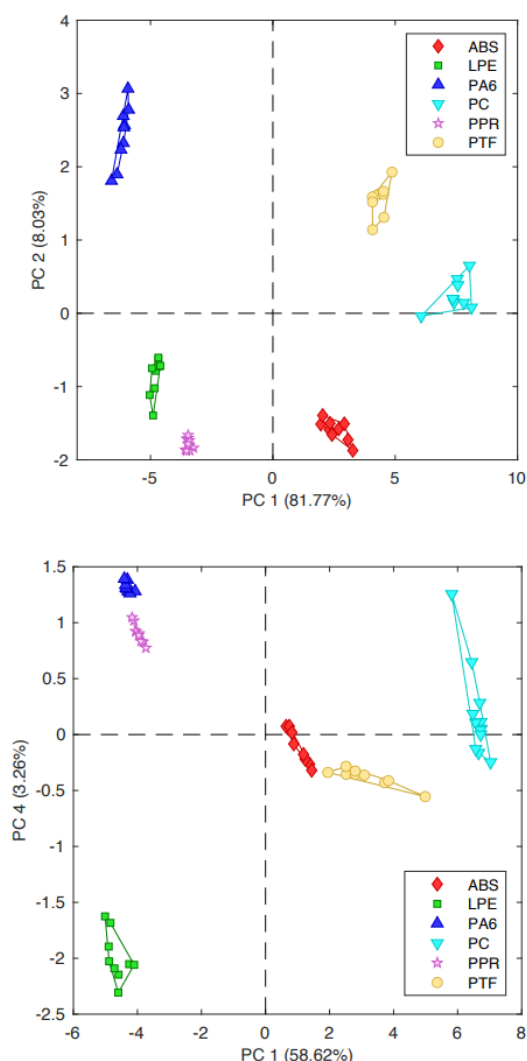 4
3
2
1
0
-1
-2
PC 2 (8.03%)
-5
0
5
10
PC 1 (81.77%)
ABS
LPE
PA6
PC
PPR
PTF
1.5
1
0.5
0
-0.5
-1
-1.5
-2
-2.5
PC 4 (3.26%)
ABS
LPE
PA6
PC
PPR
PTF
-6
-4
-2
0
2
4
6
8
PC 1 (58.62%)